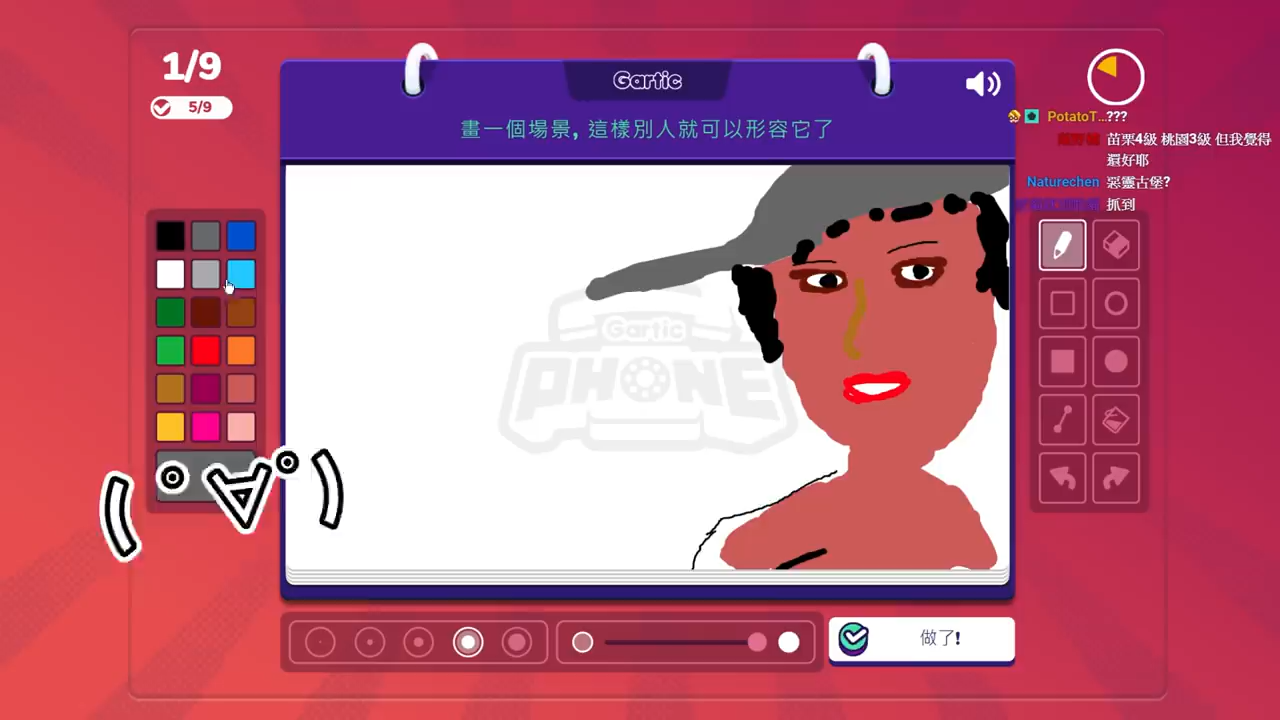 1/9
5/9
Gartic
畫一個場景, 這樣別人就可以形容它了
PotatoT…???
苗栗4級 桃園3級 但我覺得
還好耶
Naturechen 惡靈古堡?
抓到
Gartic
PHONE
( ﾟ ∀ﾟ )
做了!